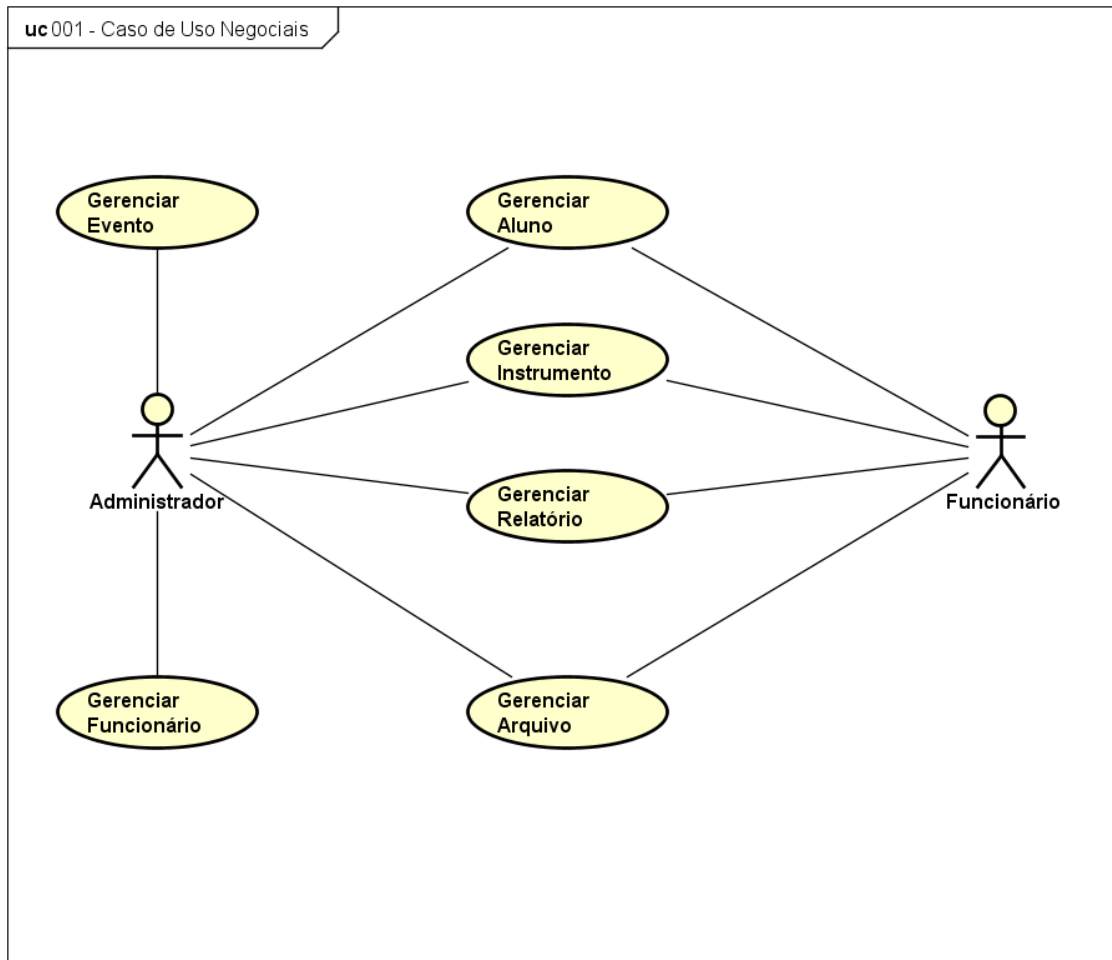 uc 001 - Caso de Uso Negociais
Gerenciar
Evento
Gerenciar
Aluno
Gerenciar
Instrumento
Administrador
Funcionário
Gerenciar
Relatório
Gerenciar
Funcionário
Gerenciar
Arquivo